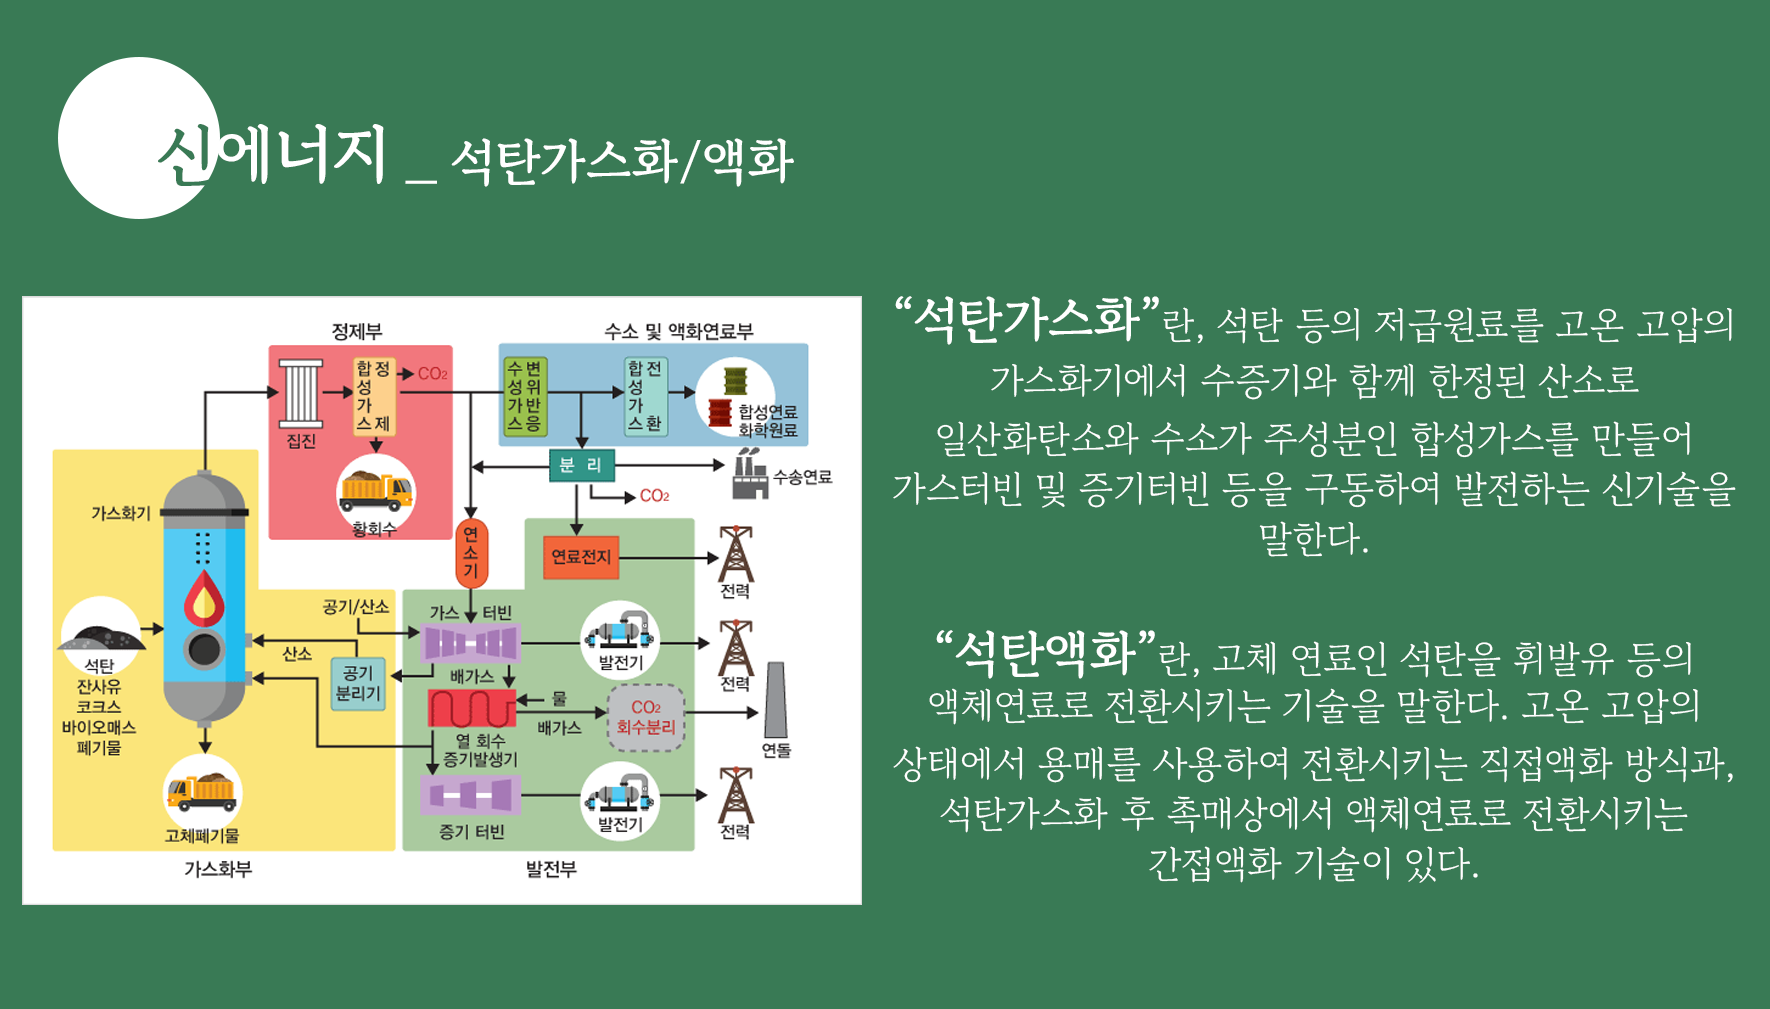 신에너지 _ 석탄가스화/액화
정제부
합성가스 정제
CO₂
집진
황회수
수소 및 액화연료부
수성가스 변위반응
합성가스 전환
합성연료
화학원료
분 리
수송연료
CO₂
가스화기
연소기
연료전지
전력
공기/산소
가스 터빈
발전기
전력
석탄
잔사유
코크스
바이오매스
폐기물
산소
공기
분리기
배가스
물
열 회수
증기발생기
배가스
CO₂
회수분리
연돌
고체폐기물
증기 터빈
발전기
전력
가스화부
발전부
“석탄가스화”란, 석탄 등의 저급원료를 고온 고압의
가스화기에서 수증기와 함께 한정된 산소로
일산화탄소와 수소가 주성분인 합성가스를 만들어
가스터빈 및 증기터빈 등을 구동하여 발전하는 신기술을
말한다.
“석탄액화”란, 고체 연료인 석탄을 휘발유 등의
액체연료로 전환시키는 기술을 말한다. 고온 고압의
상태에서 용매를 사용하여 전환시키는 직접액화 방식과,
석탄가스화 후 촉매상에서 액체연료로 전환시키는
간접액화 기술이 있다.